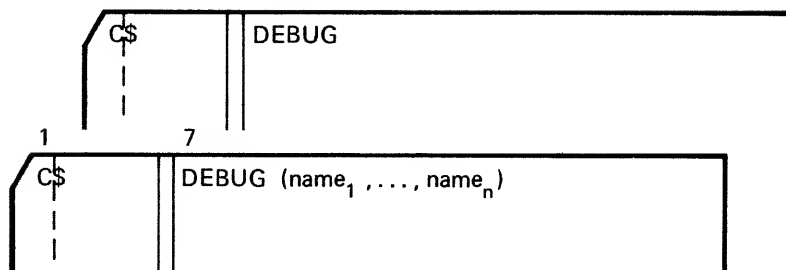 C$ DEBUG
1 7
C$ DEBUG (name1 ,..., namen)